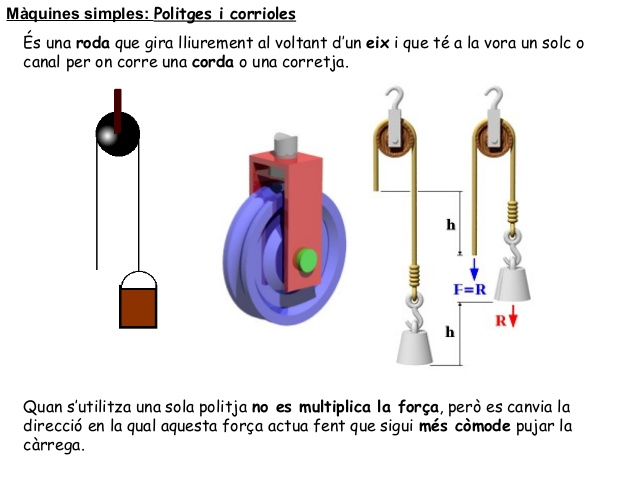 Màquines simples: Politges i corrioles
És una roda que gira lliurement al voltant d’un eix i que té a la vora un solc o
canal per on corre una corda o una corretja.
h
F=R
R
h
Quan s’utilitza una sola politja no es multiplica la força, però es canvia la
direcció en la qual aquesta força actua fent que sigui més còmode pujar la
càrrega.